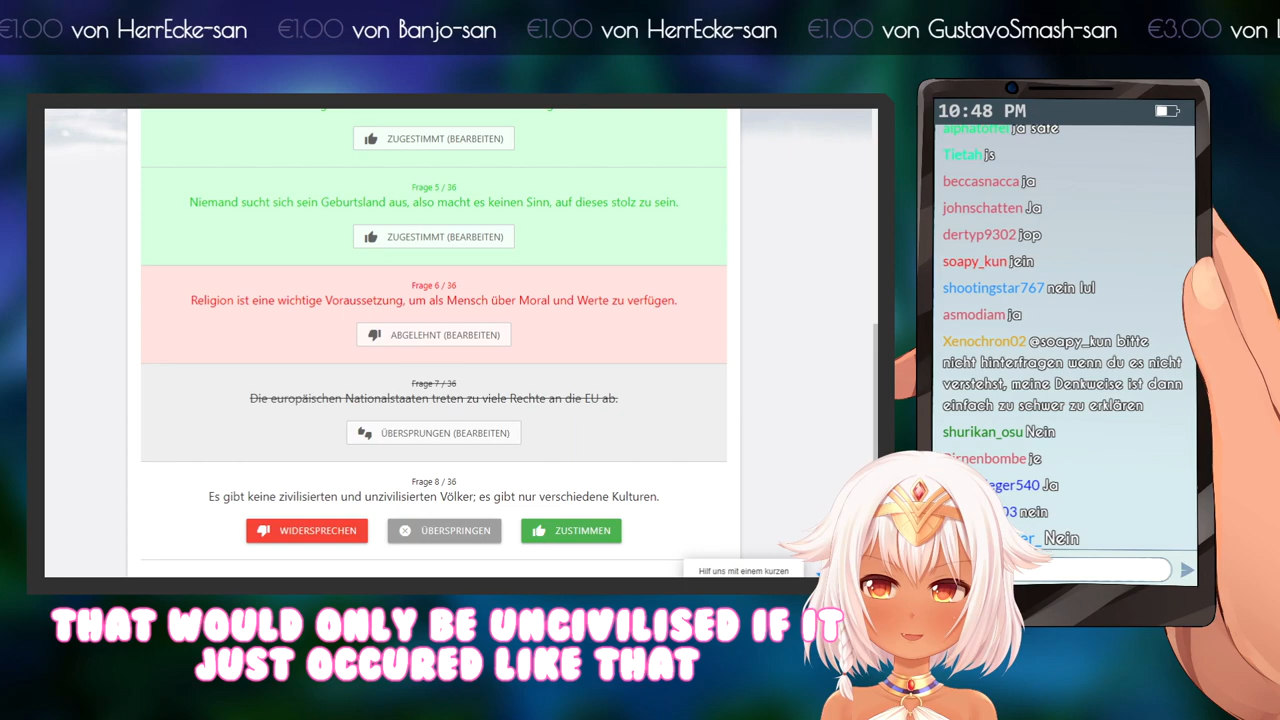 €1.00 von HerrEcke-san €1.00 von Banjo-san €1.00 von HerrEcke-san €1.00 von GustavoSmash-san €3.00 von
ZUGESTIMMT (BEARBEITEN)
Frage 5 / 36
Niemand sucht sich sein Geburtsland aus, also macht es keinen Sinn, auf dieses stolz zu sein.
ZUGESTIMMT (BEARBEITEN)
Frage 6 / 36
Religion ist eine wichtige Voraussetzung, um als Mensch über Moral und Werte zu verfügen.
ABGELEHNT (BEARBEITEN)
Frage 7 / 36
Die europäischen Nationalstaaten treten zu viele Rechte an die EU ab.
ÜBERSPRUNGEN (BEARBEITEN)
Frage 8 / 36
Es gibt keine zivilisierten und unzivilisierten Völker; es gibt nur verschiedene Kulturen.
WIDERSPRECHEN ÜBERSPRINGEN ZUSTIMMEN
Hilf uns mit einem kurzen
10:48 PM
ja safe
Tietah js
beccasnacca ja
johnschatten Ja
dertyp9302 jop
soapy_kun jein
shootingstar767 nein lul
asmodiam ja
Xenochron02 @soapy_kun bitte
nicht hinterfragen wenn du es nicht
verstehst, meine Denkweise ist dann
einfach zu schwer zu erklären
shurikan_osu Nein
Birnenbombe je
eger540 Ja
03 nein
er_ Nein
THAT WOULD ONLY BE UNCIVILISED IF IT
JUST OCCURED LIKE THAT